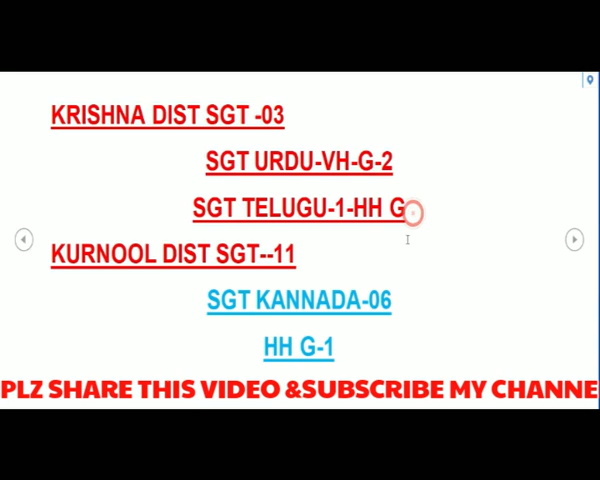 KRISHNA DIST SGT -03
SGT URDU-VH-G-2
SGT TELUGU-1-HH G
KURNOOL DIST SGT--11
SGT KANNADA-06
HH G-1
PLZ SHARE THIS VIDEO &SUBSCRIBE MY CHANNE